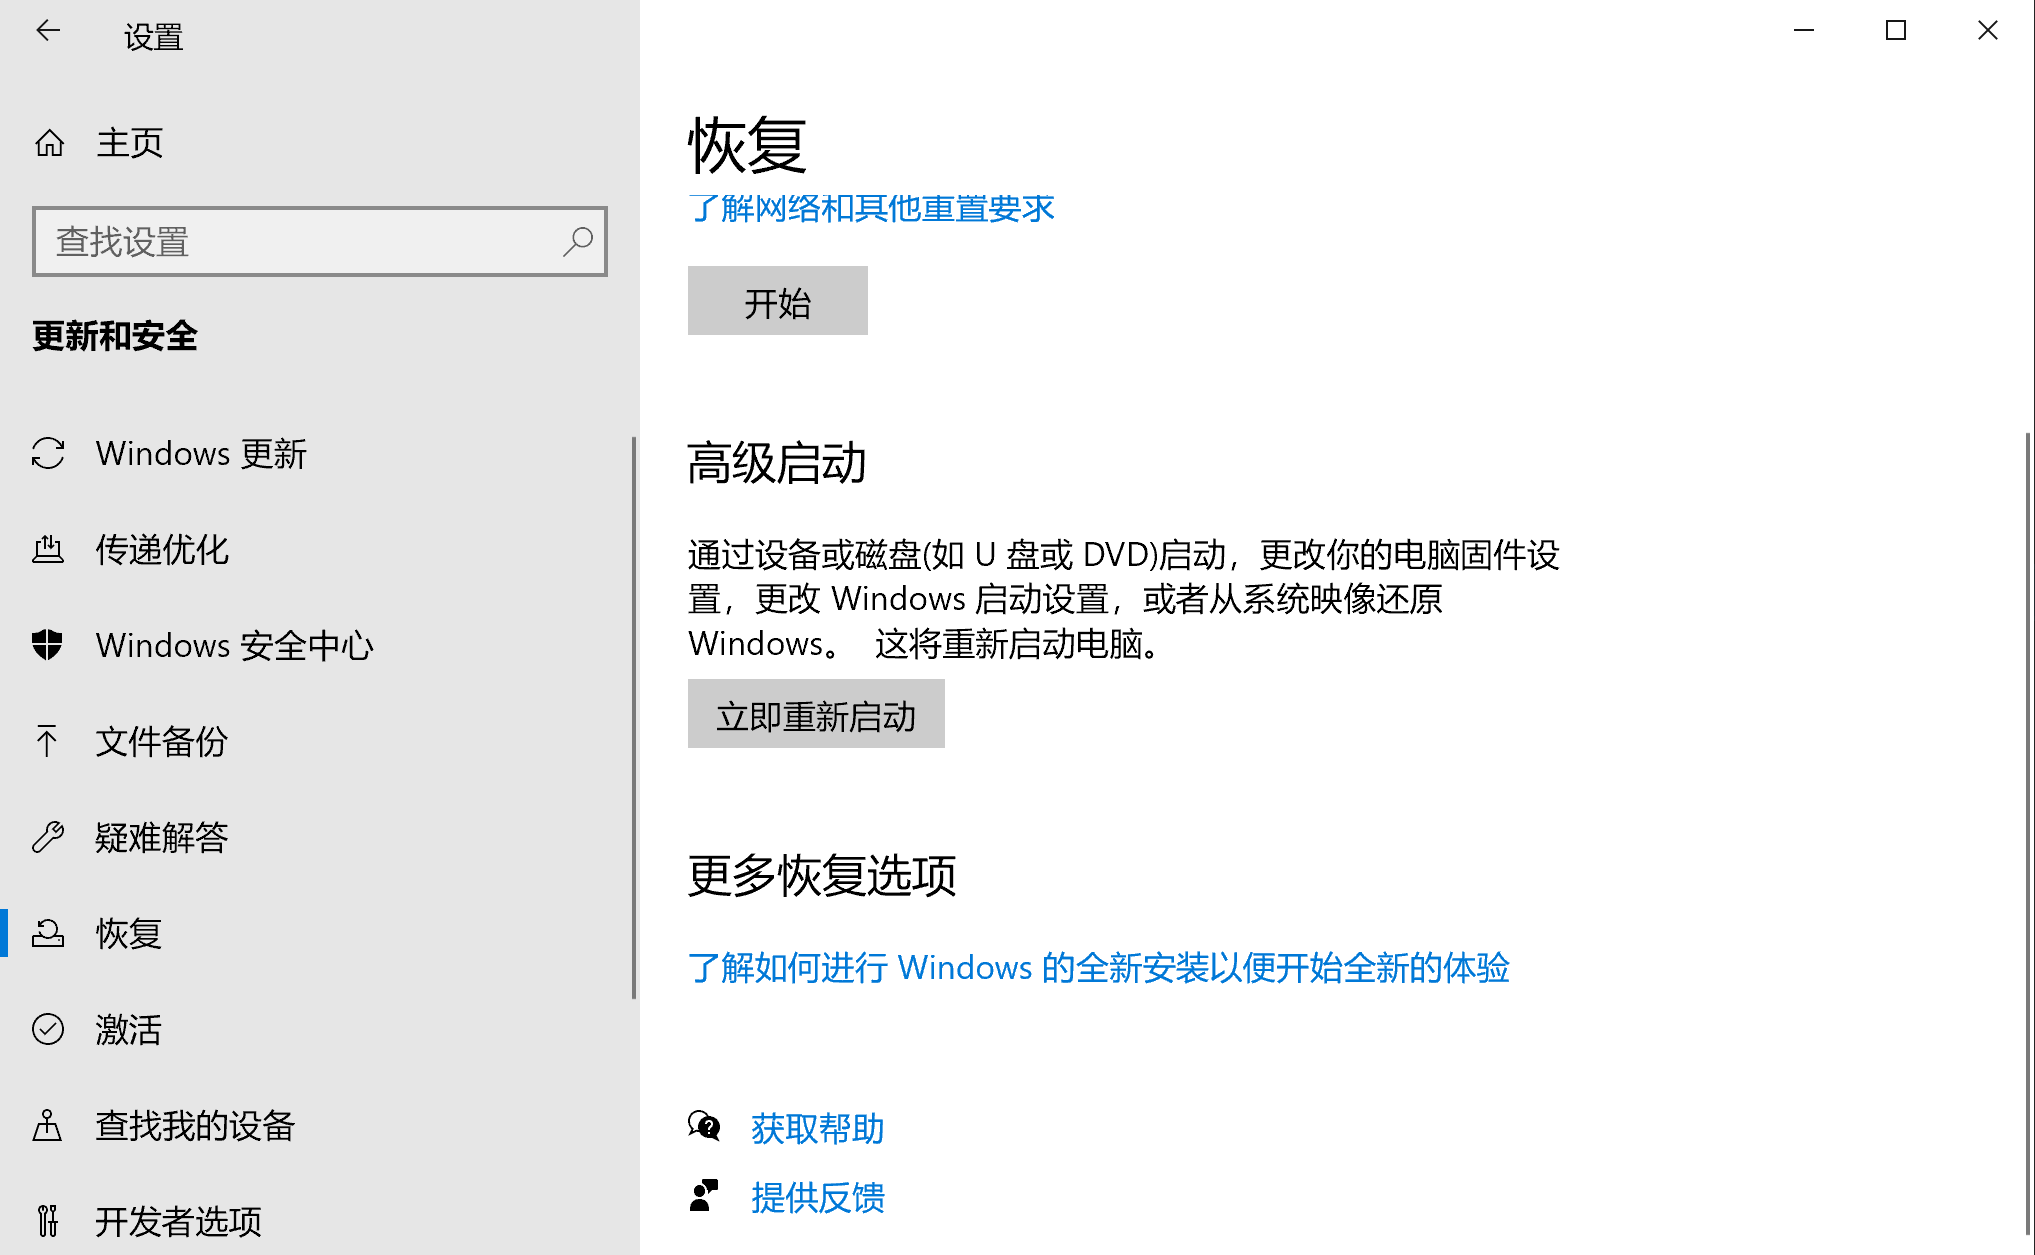 设置
主页
查找设置
更新和安全
Windows 更新
传递优化
Windows 安全中心
文件备份
疑难解答
恢复
激活
查找我的设备
开发者选项
恢复
了解网络和其他重置要求
开始
高级启动
通过设备或磁盘(如 U 盘或 DVD)启动，更改你的电脑固件设
置，更改 Windows 启动设置，或者从系统映像还原
Windows。 这将重新启动电脑。
立即重新启动
更多恢复选项
了解如何进行 Windows 的全新安装以便开始全新的体验
获取帮助
提供反馈